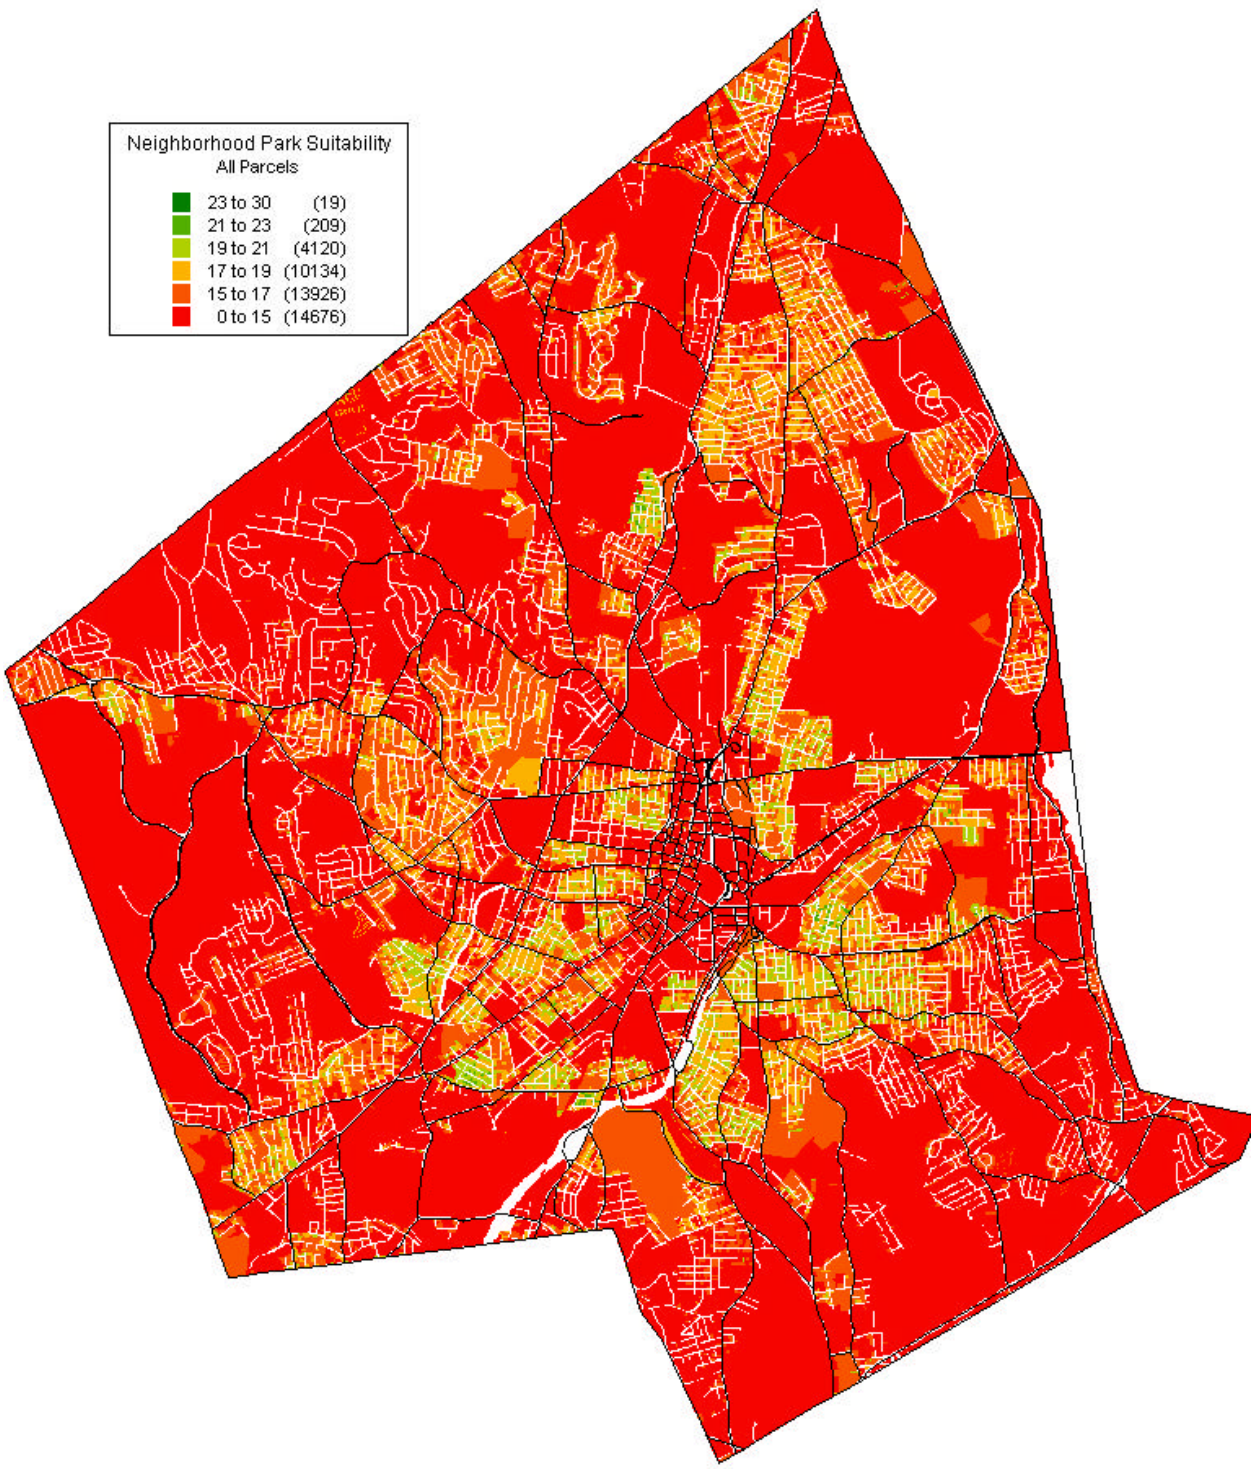 Neighborhood Park Suitability
All Parcels
23 to 30 (19)
21 to 23 (209)
19 to 21 (4120)
17 to 19 (10134)
15 to 17 (13926)
0 to 15 (14676)